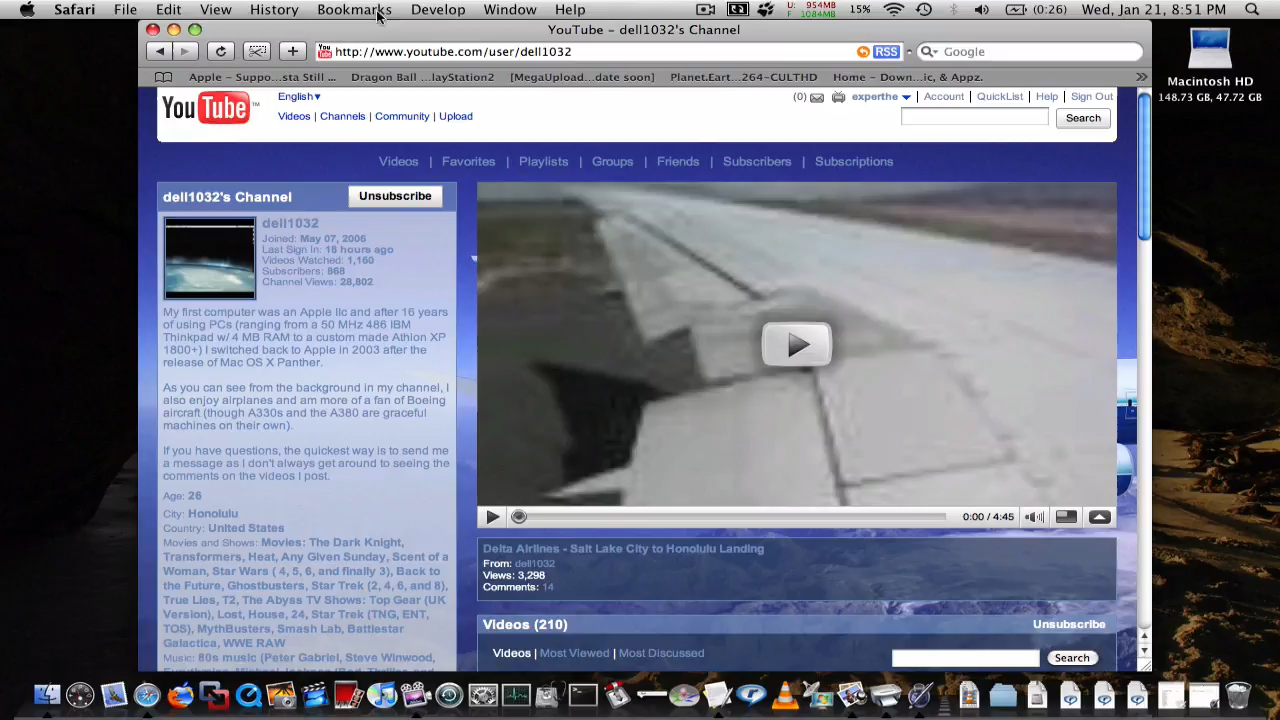 Safari File Edit View History Bookmarks Develop Window Help
U: 954MB
F: 1084MB
15% (0:26) Wed, Jan 21, 8:51 PM
YouTube – dell1032's Channel
http://www.youtube.com/user/dell1032 RSS Google
Apple – Suppo...sta Still ... Dragon Ball ...layStation2 [MegaUpload...date soon] Planet.Eart...264-CULTHD Home – Down...ic, & Appz. »
Macintosh HD
148.73 GB, 47.72 GB
YouTube™
English
(0) experthe Account QuickList Help Sign Out
Videos | Channels | Community | Upload
Search
Videos | Favorites | Playlists | Groups | Friends | Subscribers | Subscriptions
dell1032's Channel Unsubscribe
dell1032
Joined: May 07, 2006
Last Sign In: 18 hours ago
Videos Watched: 1,160
Subscribers: 868
Channel Views: 28,802
My first computer was an Apple IIc and after 16 years
of using PCs (ranging from a 50 MHz 486 IBM
Thinkpad w/ 4 MB RAM to a custom made Athlon XP
1800+) I switched back to Apple in 2003 after the
release of Mac OS X Panther.
As you can see from the background in my channel, I
also enjoy airplanes and am more of a fan of Boeing
aircraft (though A330s and the A380 are graceful
machines on their own).
If you have questions, the quickest way is to send me
a message as I don't always get around to seeing the
comments on the videos I post.
Age: 26
City: Honolulu
Country: United States
Movies and Shows: Movies: The Dark Knight,
Transformers, Heat, Any Given Sunday, Scent of a
Woman, Star Wars ( 4, 5, 6, and finally 3), Back to
the Future, Ghostbusters, Star Trek (2, 4, 6, and 8),
True Lies, T2, The Abyss TV Shows: Top Gear (UK
Version), Lost, House, 24, Star Trek (TNG, ENT,
TOS), MythBusters, Smash Lab, Battlestar
Galactica, WWE RAW
Music: 80s music (Peter Gabriel, Steve Winwood,
0:00 / 4:45
Delta Airlines - Salt Lake City to Honolulu Landing
From: dell1032
Views: 3,298
Comments: 14
Videos (210) Unsubscribe
Videos | Most Viewed | Most Discussed Search